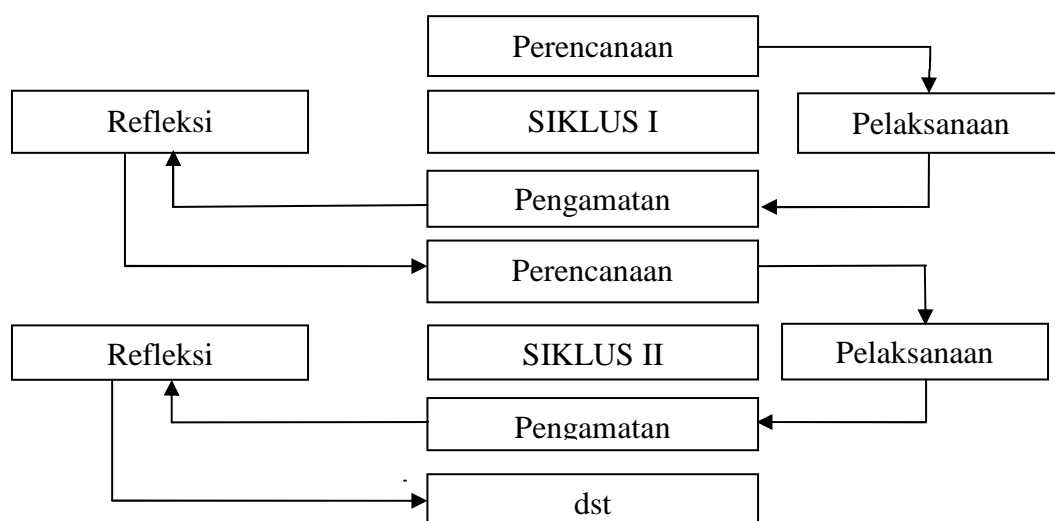 Perencanaan
Refleksi
SIKLUS I
Pelaksanaan
Pengamatan
Perencanaan
Refleksi
SIKLUS II
Pelaksanaan
Pengamatan
dst